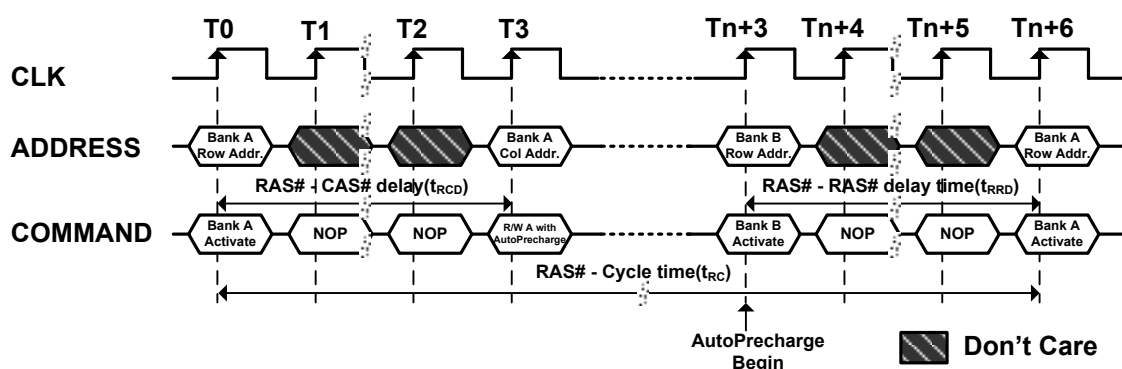 T0 T1 T2 T3 Tn+3 Tn+4 Tn+5 Tn+6
CLK
ADDRESS
Bank A
Row Addr.
Bank A
Col Addr.
Bank B
Row Addr.
Bank A
Row Addr.
RAS# - CAS# delay(tRCD)
RAS# - RAS# delay time(tRRD)
COMMAND
Bank A
Activate
NOP
NOP
R/W A with
AutoPrecharge
Bank B
Activate
NOP
NOP
Bank A
Activate
RAS# - Cycle time(tRC)
AutoPrecharge
Begin
Don't Care